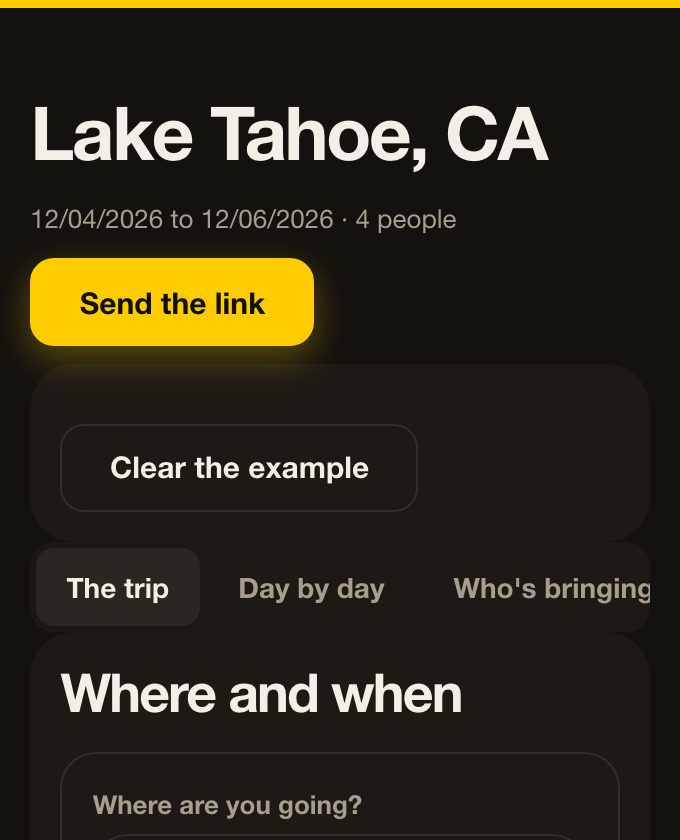 Lake Tahoe, CA
12/04/2026 to 12/06/2026 · 4 people
Send the link
Clear the example
The trip Day by day Who's bringing
Where and when
Where are you going?